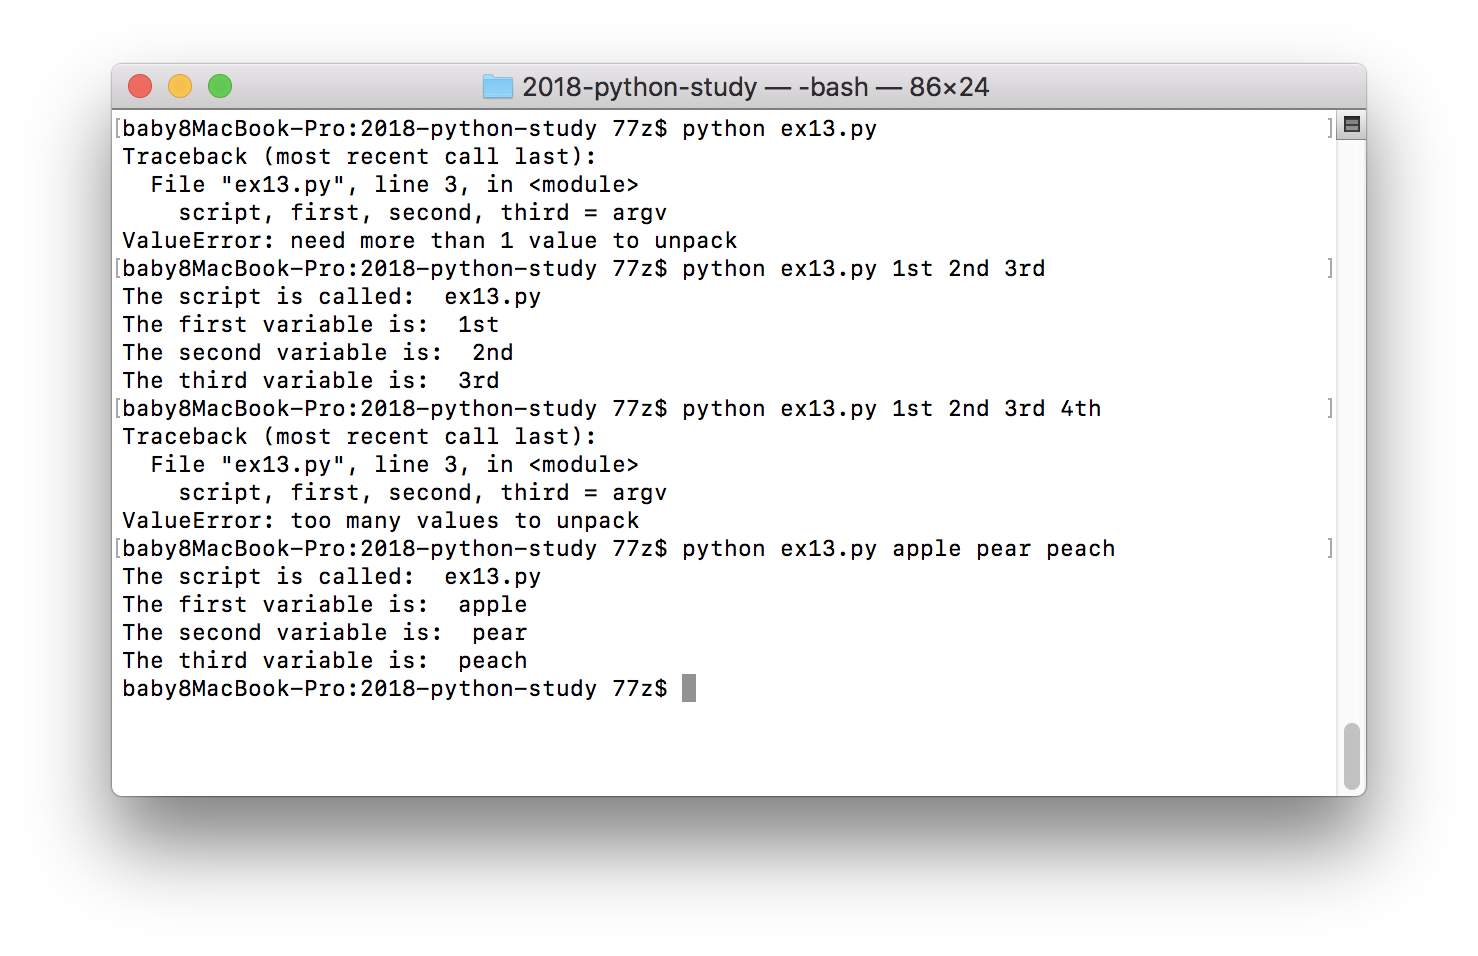 2018-python-study — -bash — 86×24
[baby8MacBook-Pro:2018-python-study 77z$ python ex13.py ]
Traceback (most recent call last):
  File "ex13.py", line 3, in <module>
    script, first, second, third = argv
ValueError: need more than 1 value to unpack
[baby8MacBook-Pro:2018-python-study 77z$ python ex13.py 1st 2nd 3rd ]
The script is called:  ex13.py
The first variable is:  1st
The second variable is:  2nd
The third variable is:  3rd
[baby8MacBook-Pro:2018-python-study 77z$ python ex13.py 1st 2nd 3rd 4th ]
Traceback (most recent call last):
  File "ex13.py", line 3, in <module>
    script, first, second, third = argv
ValueError: too many values to unpack
[baby8MacBook-Pro:2018-python-study 77z$ python ex13.py apple pear peach ]
The script is called:  ex13.py
The first variable is:  apple
The second variable is:  pear
The third variable is:  peach
baby8MacBook-Pro:2018-python-study 77z$